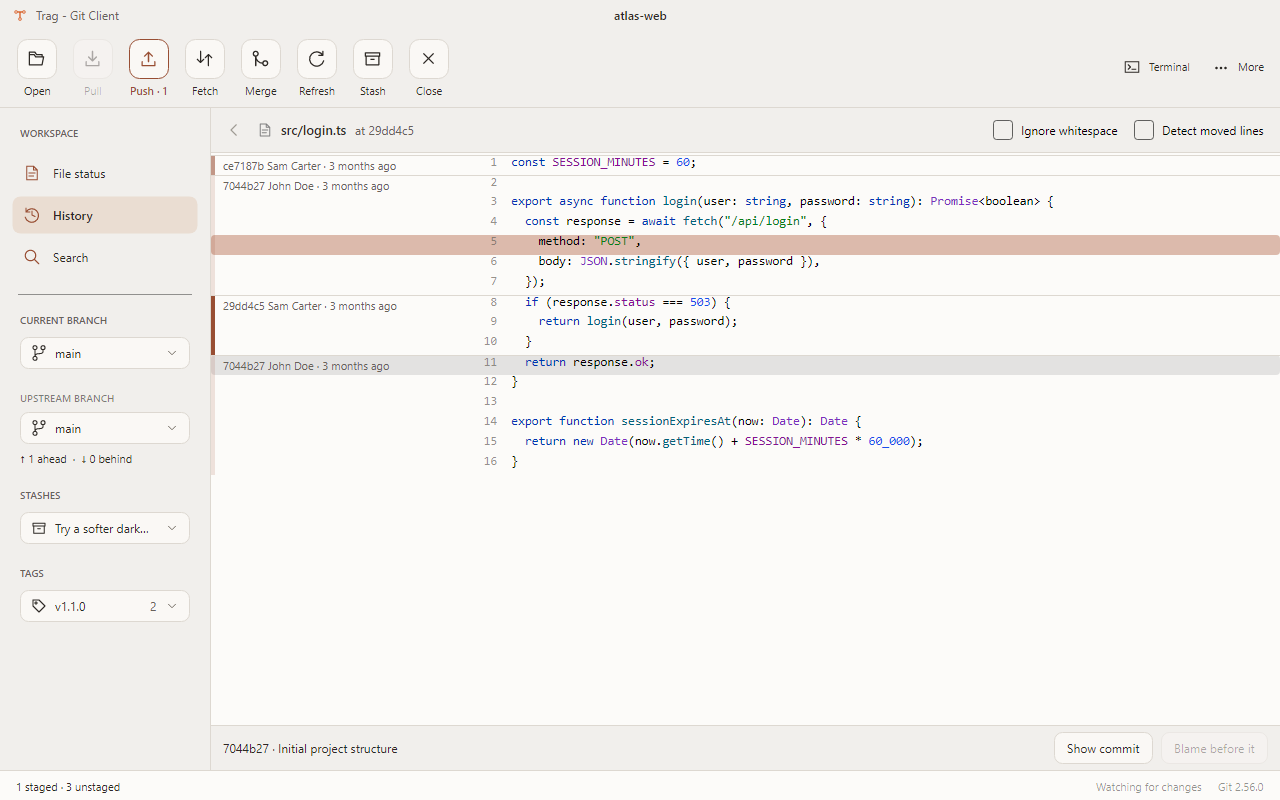 Trag - Git Client
atlas-web
Open
Pull
Push · 1
Fetch
Merge
Refresh
Stash
Close
Terminal
More
WORKSPACE
File status
History
Search
CURRENT BRANCH
main
UPSTREAM BRANCH
main
↑ 1 ahead · ↓ 0 behind
STASHES
Try a softer dark...
TAGS
v1.1.0 2
src/login.ts at 29dd4c5
Ignore whitespace
Detect moved lines
ce7187b Sam Carter · 3 months ago 1 const SESSION_MINUTES = 60;
7044b27 John Doe · 3 months ago 2
3 export async function login(user: string, password: string): Promise<boolean> {
4 const response = await fetch("/api/login", {
5 method: "POST",
6 body: JSON.stringify({ user, password }),
7 });
29dd4c5 Sam Carter · 3 months ago 8 if (response.status === 503) {
9 return login(user, password);
10 }
7044b27 John Doe · 3 months ago 11 return response.ok;
12 }
13
14 export function sessionExpiresAt(now: Date): Date {
15 return new Date(now.getTime() + SESSION_MINUTES * 60_000);
16 }
7044b27 · Initial project structure
Show commit
Blame before it
1 staged · 3 unstaged
Watching for changes
Git 2.56.0